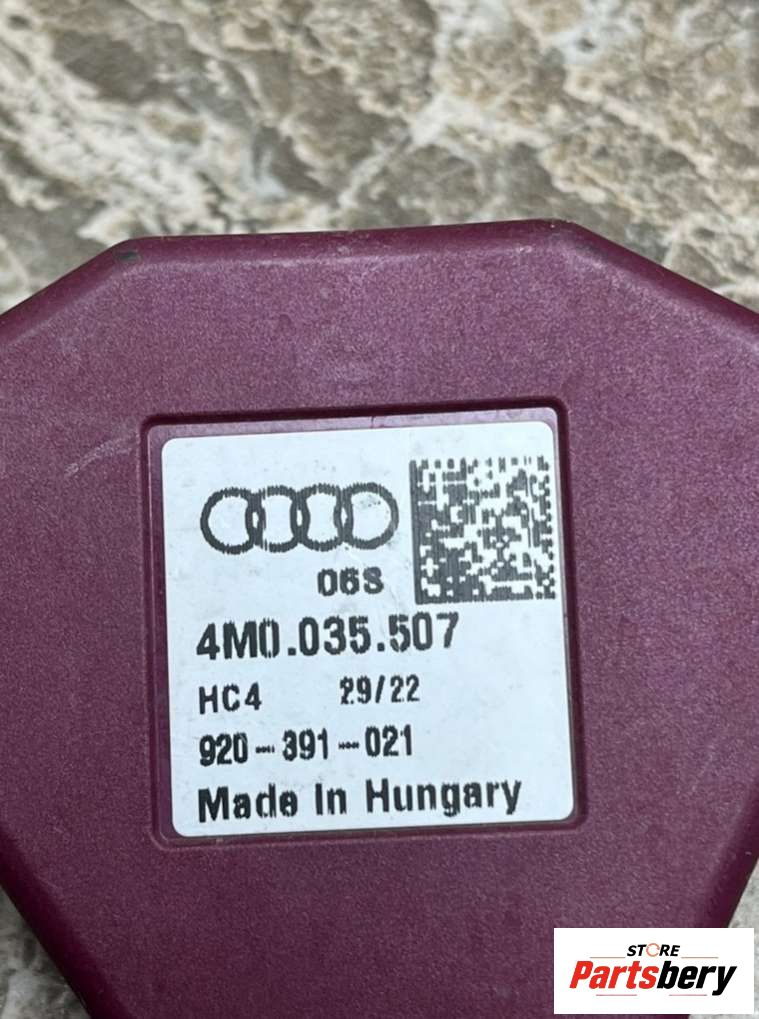 06S
4M0.035.507
HC4 29/22
920-391-021
Made In Hungary
STORE
Partsbery